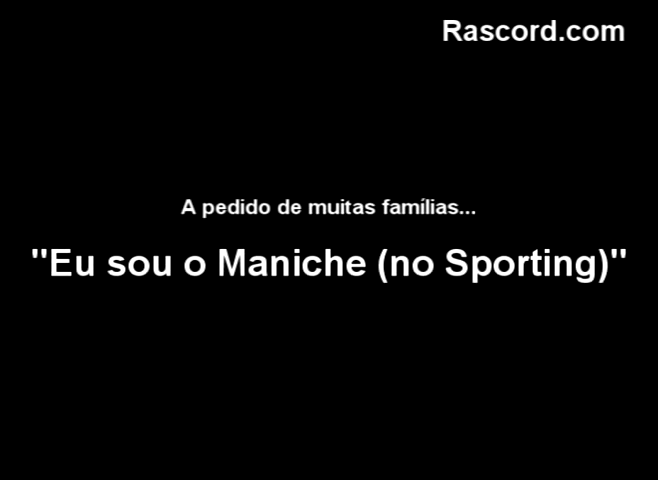 Rascord.com
A pedido de muitas famílias...
"Eu sou o Maniche (no Sporting)"